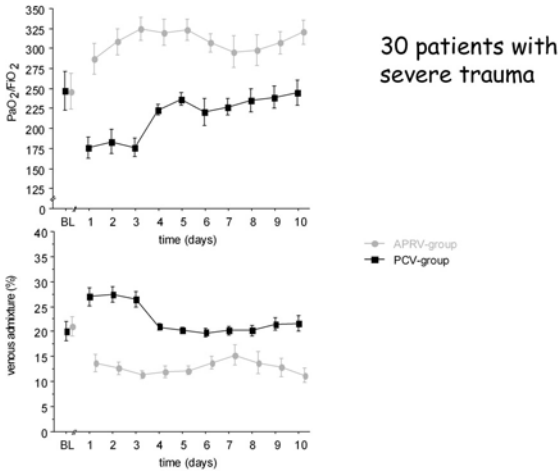 350
325
300
275
250
225
200
175
150
125
0
PaO2/FiO2
BL 1 2 3 4 5 6 7 8 9 10
time (days)
30 patients with
severe trauma
APRV-group
PCV-group
40
35
30
25
20
15
10
5
0
venous admixture (%)
BL 1 2 3 4 5 6 7 8 9 10
time (days)